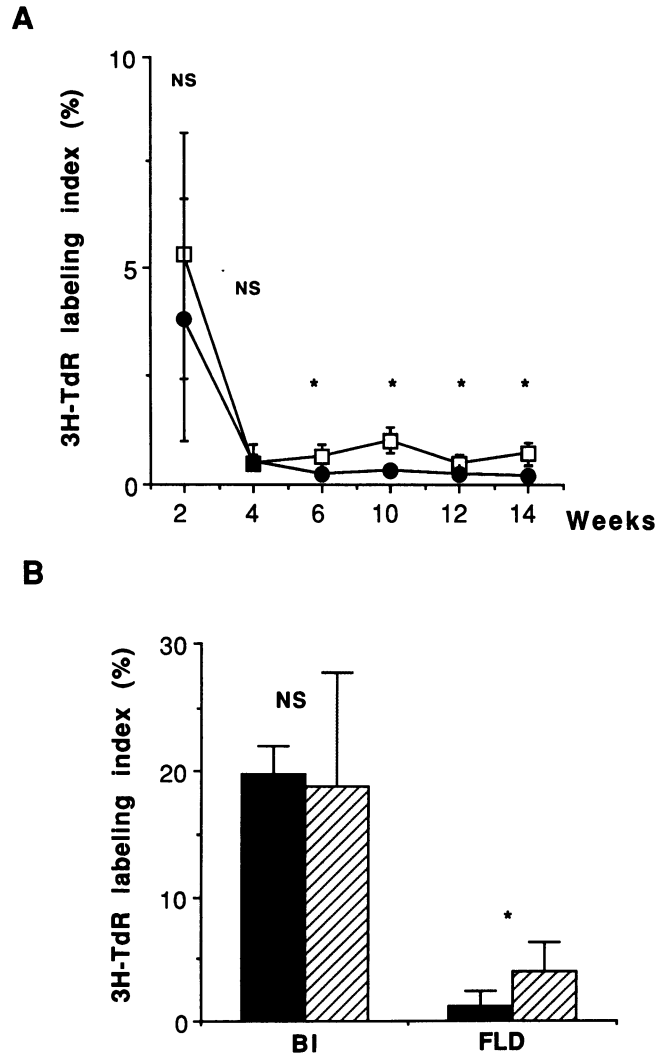 A
10
NS
5
NS
* * * *
0
2 4 6 10 12 14 Weeks
3H-TdR labeling index (%)
B
30
NS
20
10
*
0
BI FLD
3H-TdR labeling index (%)